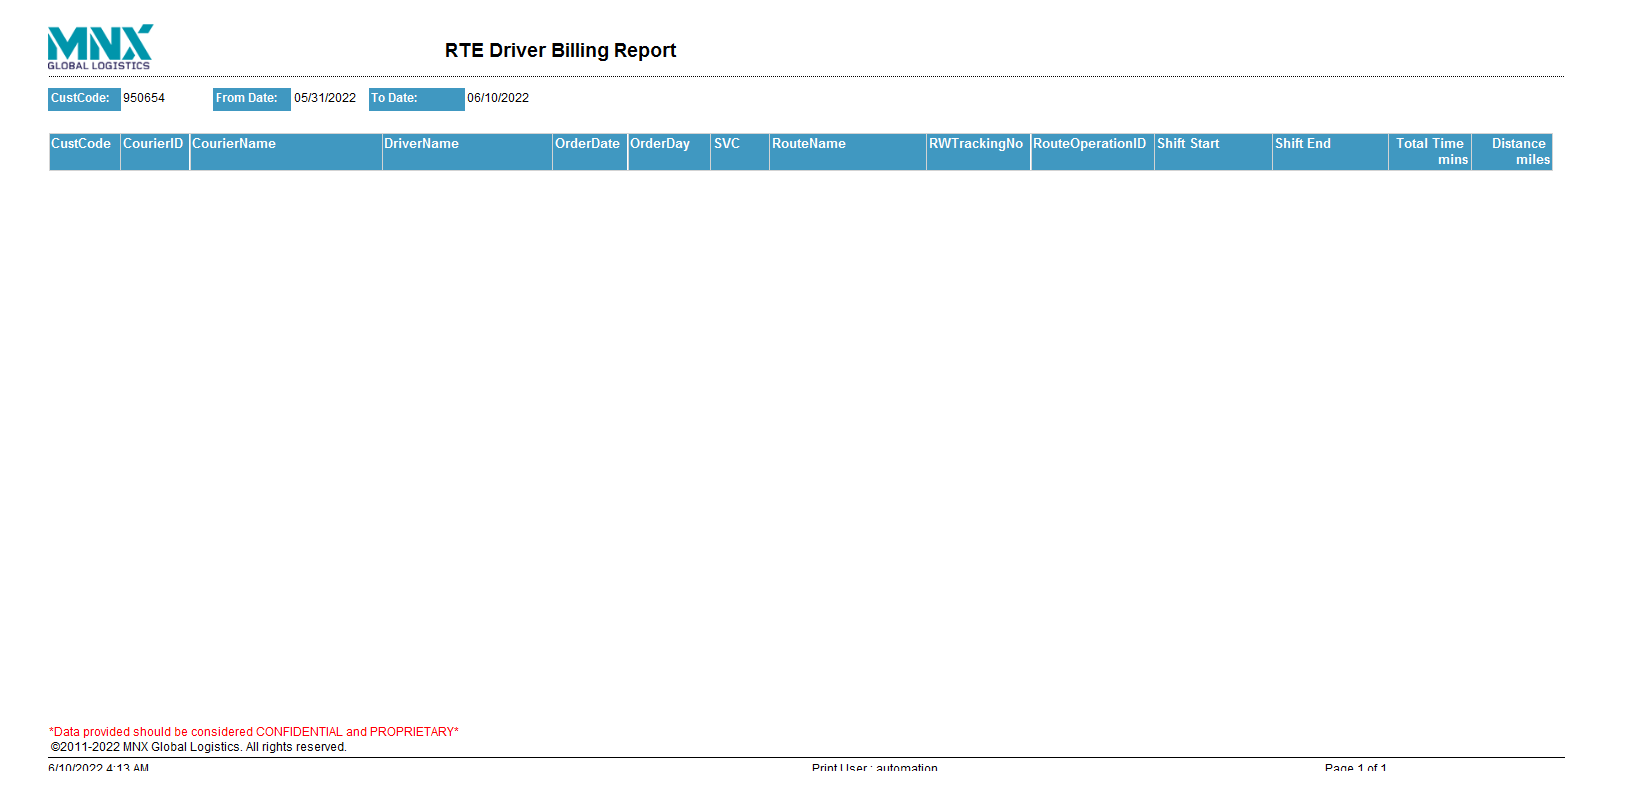 MNX
GLOBAL LOGISTICS
RTE Driver Billing Report
CustCode: 950654 From Date: 05/31/2022 To Date: 06/10/2022
CustCode CourierID CourierName DriverName OrderDate OrderDay SVC RouteName RWTrackingNo RouteOperationID Shift Start Shift End Total Time Distance
mins miles
*Data provided should be considered CONFIDENTIAL and PROPRIETARY*
©2011-2022 MNX Global Logistics. All rights reserved.
6/10/2022 4:13 AM Print User : automation Page 1 of 1